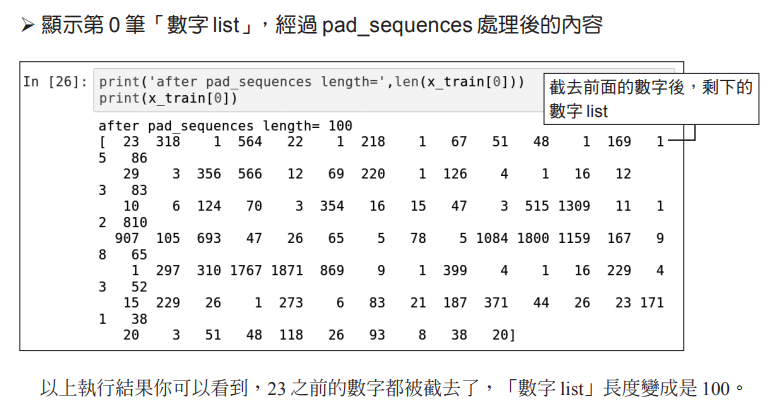 ➢ 顯示第 0 筆「數字 list」，經過 pad_sequences 處理後的內容
In [26]: print('after pad_sequences length=',len(x_train[0]))
print(x_train[0])
截去前面的數字後，剩下的
數字 list
after pad_sequences length= 100
[ 23 318 1 564 22 1 218 1 67 51 48 1 169 1
5 86
29 3 356 566 12 69 220 1 126 4 1 16 12
3 83
10 6 124 70 3 354 16 15 47 3 515 1309 11 1
2 810
907 105 693 47 26 65 5 78 5 1084 1800 1159 167 9
8 65
1 297 310 1767 1871 869 9 1 399 4 1 16 229 4
3 52
15 229 26 1 273 6 83 21 187 371 44 26 23 171
1 38
20 3 51 48 118 26 93 8 38 20]
以上執行結果你可以看到，23 之前的數字都被截去了，「數字 list」長度變成是 100。